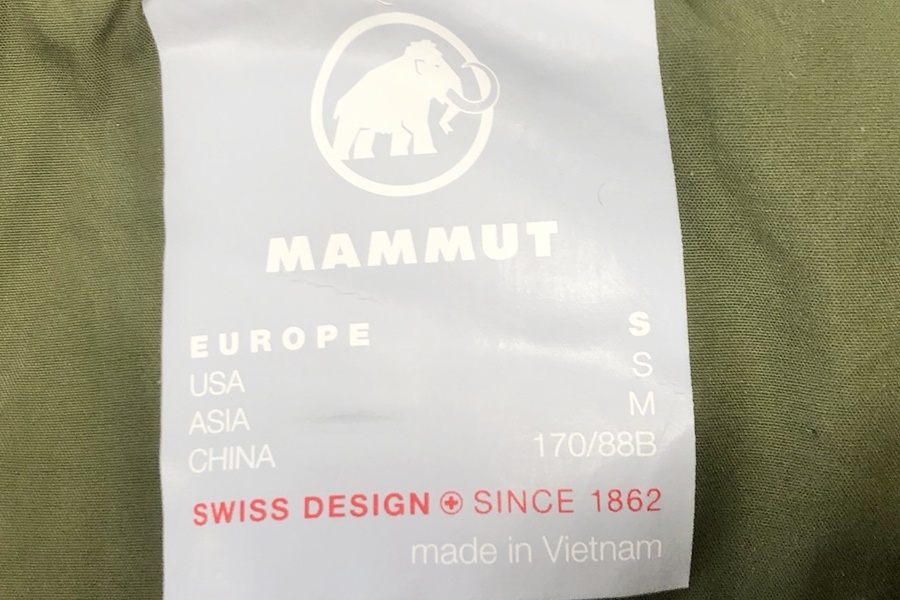 MAMMUT
EUROPE S
USA S
ASIA M
CHINA 170/88B
SWISS DESIGN SINCE 1862
made in Vietnam